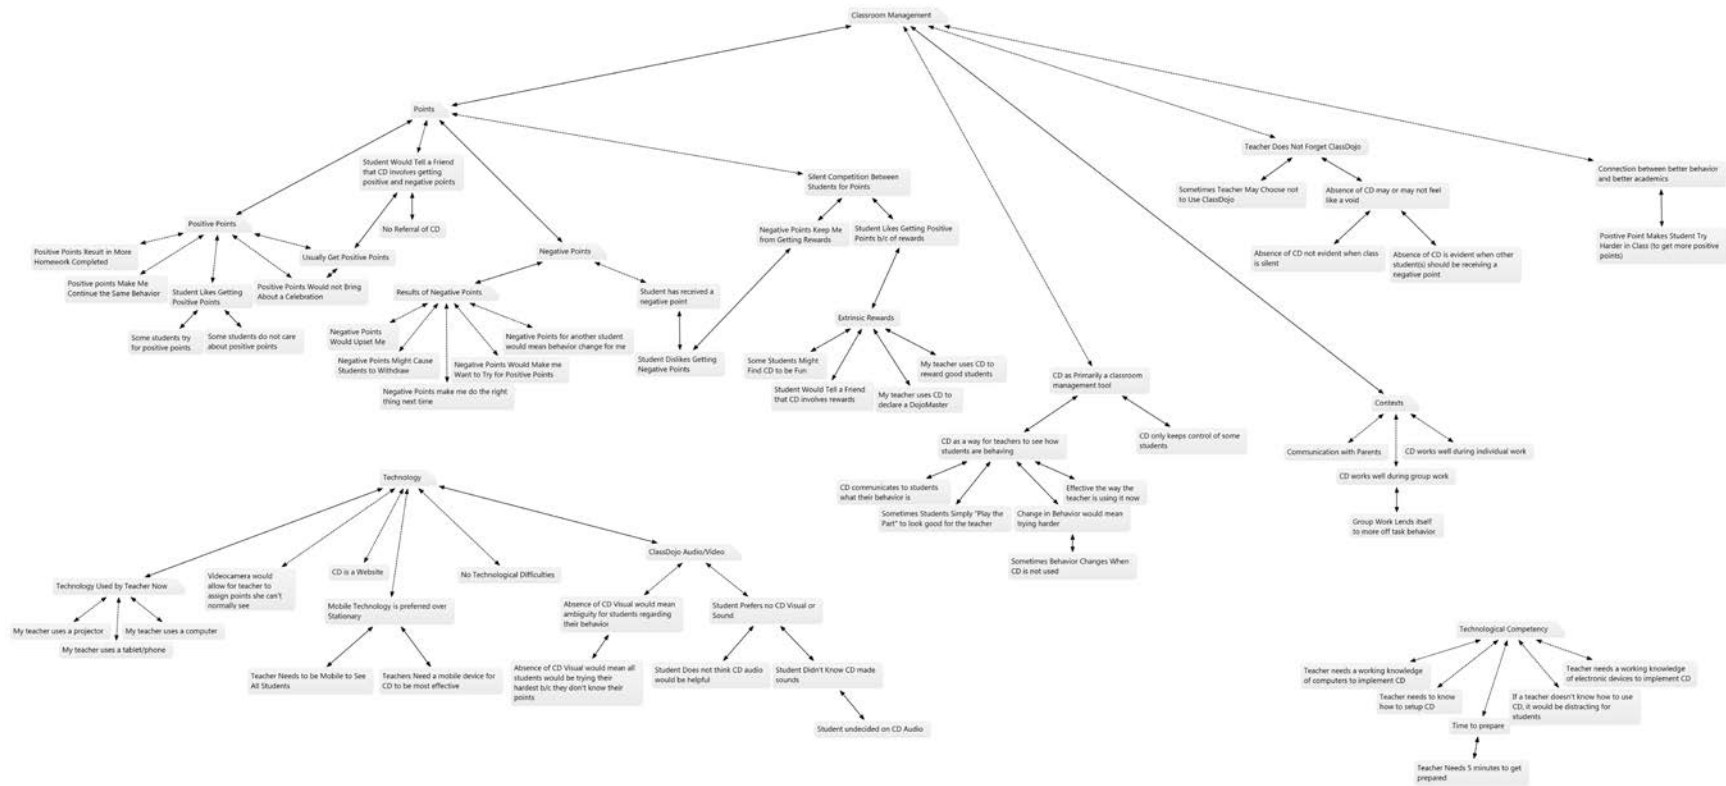 Classroom Management
Points
Student Would Tell a Friend
that CD involves getting
positive and negative points
No Referral of CD
Positive Points
Positive Points Result in More
Homework Completed
Positive points Make Me
Continue the Same Behavior
Student Likes Getting
Positive Points
Some students try
for positive points
Some students do not care
about positive points
Positive Points Would not Bring
About a Celebration
Usually Get Positive Points
Negative Points
Results of Negative Points
Negative Points
Would Upset Me
Negative Points Might Cause
Students to Withdraw
Negative Points make me do the right
thing next time
Negative Points Would Make me
Want to Try for Positive Points
Negative Points for another student
would mean behavior change for me
Student has received a
negative point
Student Dislikes Getting
Negative Points
Silent Competition Between
Students for Points
Negative Points Keep Me
from Getting Rewards
Student Likes Getting Positive
Points b/c of rewards
Extrinsic Rewards
Some Students Might
Find CD to be Fun
Student Would Tell a Friend
that CD involves rewards
My teacher uses CD to
declare a DojoMaster
My teacher uses CD to
reward good students
CD as Primarily a classroom
management tool
CD as a way for teachers to see how
students are behaving
CD only keeps control of some
students
CD communicates to students
what their behavior is
Sometimes Students Simply "Play the
Part" to look good for the teacher
Effective the way the
teacher is using it now
Change in Behavior would mean
trying harder
Sometimes Behavior Changes When
CD is not used
Teacher Does Not Forget ClassDojo
Sometimes Teacher May Choose not
to Use ClassDojo
Absence of CD may or may not feel
like a void
Absence of CD not evident when class
is silent
Absence of CD is evident when other
student(s) should be receiving a
negative point
Connection between better behavior
and better academics
Poistive Point Makes Student Try
Harder in Class (to get more positive
points)
Contexts
Communication with Parents
CD works well during individual work
CD works well during group work
Group Work Lends itself
to more off task behavior
Technology
Technology Used by Teacher Now
My teacher uses a projector
My teacher uses a computer
My teacher uses a tablet/phone
Videocamera would
allow for teacher to
assign points she can't
normally see
CD is a Website
Mobile Technology is preferred over
Stationary
Teacher Needs to be Mobile to See
All Students
Teachers Need a mobile device for
CD to be most effective
No Technological Difficulties
ClassDojo Audio/Video
Absence of CD Visual would mean
ambiguity for students regarding
their behavior
Absence of CD Visual would mean all
students would be trying their
hardest b/c they don't know their
points
Student Prefers no CD Visual or
Sound
Student Does not think CD audio
would be helpful
Student Didn't Know CD made
sounds
Student undecided on CD Audio
Technological Competency
Teacher needs a working knowledge
of computers to implement CD
Teacher needs to know
how to setup CD
Time to prepare
Teacher Needs 5 minutes to get
prepared
If a teacher doesn't know how to use
CD, it would be distracting for
students
Teacher needs a working knowledge
of electronic devices to implement CD